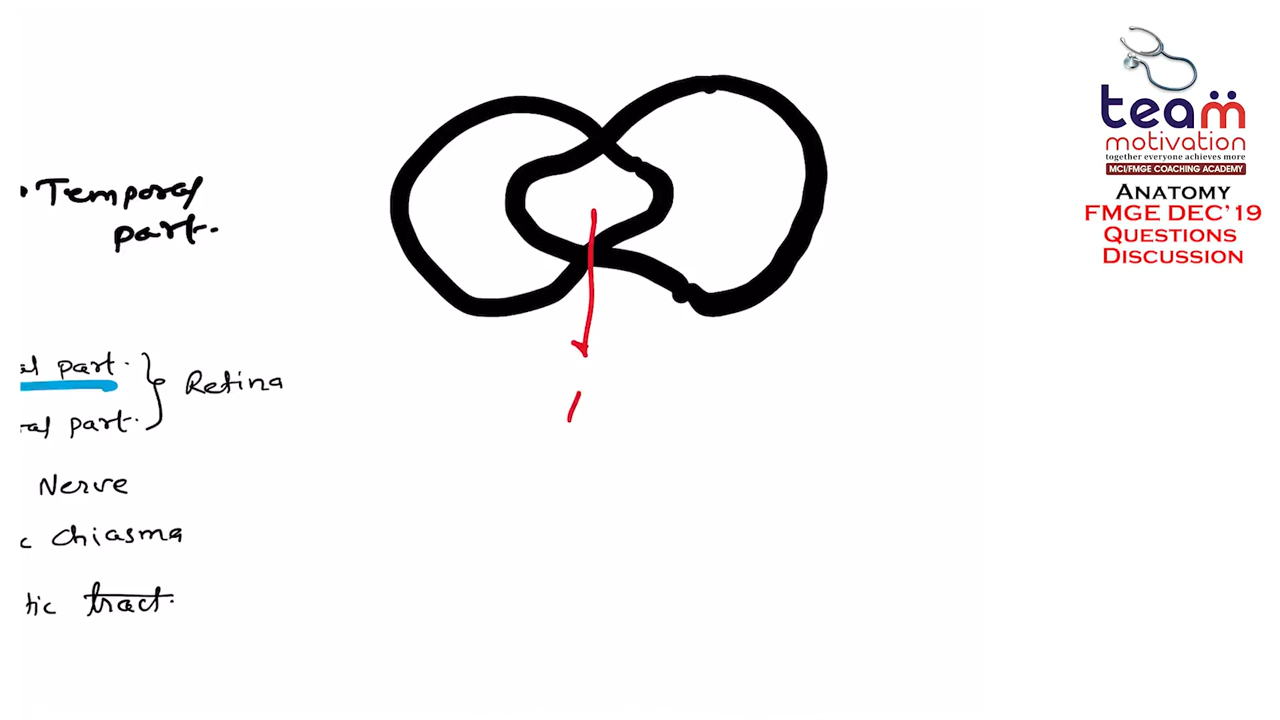 Temporal
part.
part.
part.
Retina
Nerve
Chiasma
tract.
team
motivation
together everyone achieves more
MCI/FMGE COACHING ACADEMY
ANATOMY
FMGE DEC'19
QUESTIONS
DISCUSSION